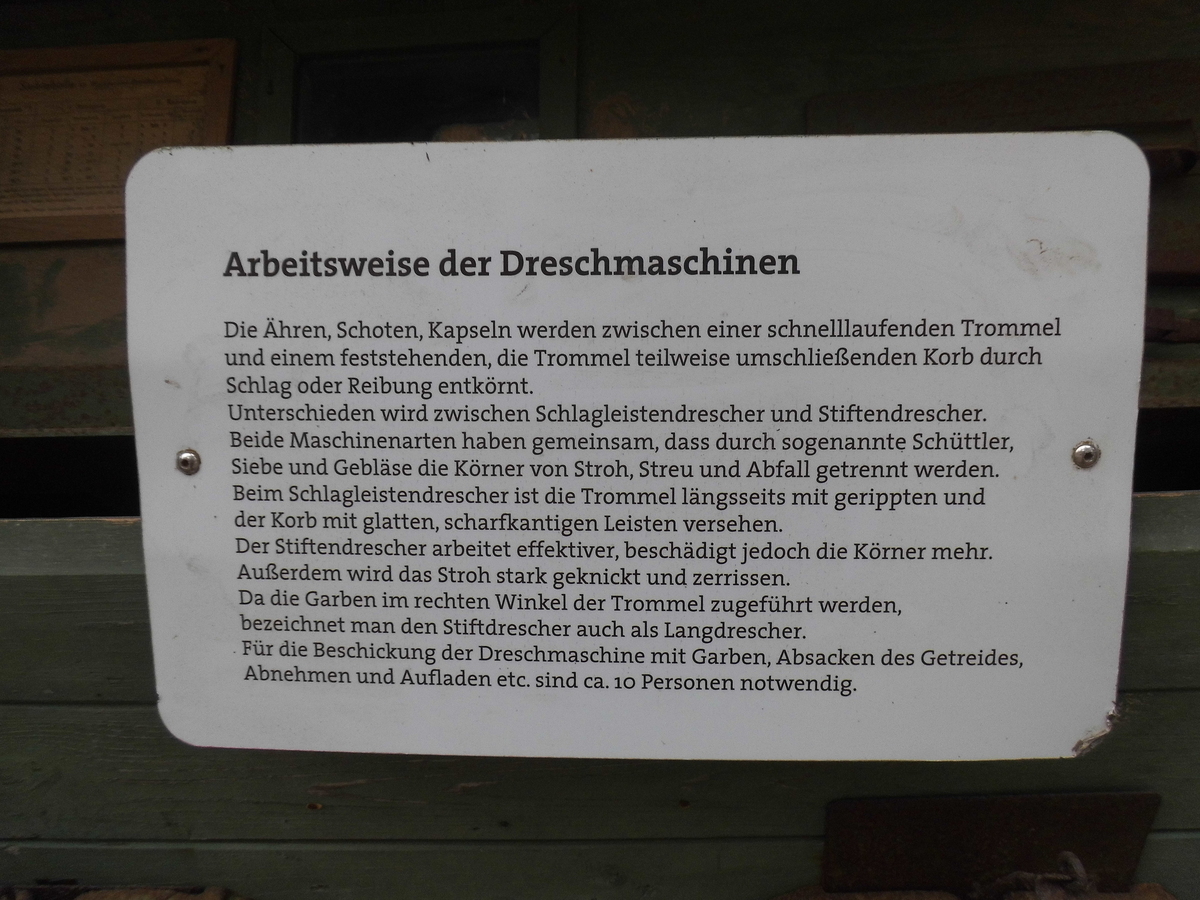 Arbeitsweise der Dreschmaschinen
Die Ähren, Schoten, Kapseln werden zwischen einer schnelllaufenden Trommel
und einem feststehenden, die Trommel teilweise umschließenden Korb durch
Schlag oder Reibung entkörnt.
Unterschieden wird zwischen Schlagleistendrescher und Stiftendrescher.
Beide Maschinenarten haben gemeinsam, dass durch sogenannte Schüttler,
Siebe und Gebläse die Körner von Stroh, Streu und Abfall getrennt werden.
Beim Schlagleistendrescher ist die Trommel längsseits mit gerippten und
der Korb mit glatten, scharfkantigen Leisten versehen.
Der Stiftendrescher arbeitet effektiver, beschädigt jedoch die Körner mehr.
Außerdem wird das Stroh stark geknickt und zerrissen.
Da die Garben im rechten Winkel der Trommel zugeführt werden,
bezeichnet man den Stiftdrescher auch als Langdrescher.
Für die Beschickung der Dreschmaschine mit Garben, Absacken des Getreides,
Abnehmen und Aufladen etc. sind ca. 10 Personen notwendig.